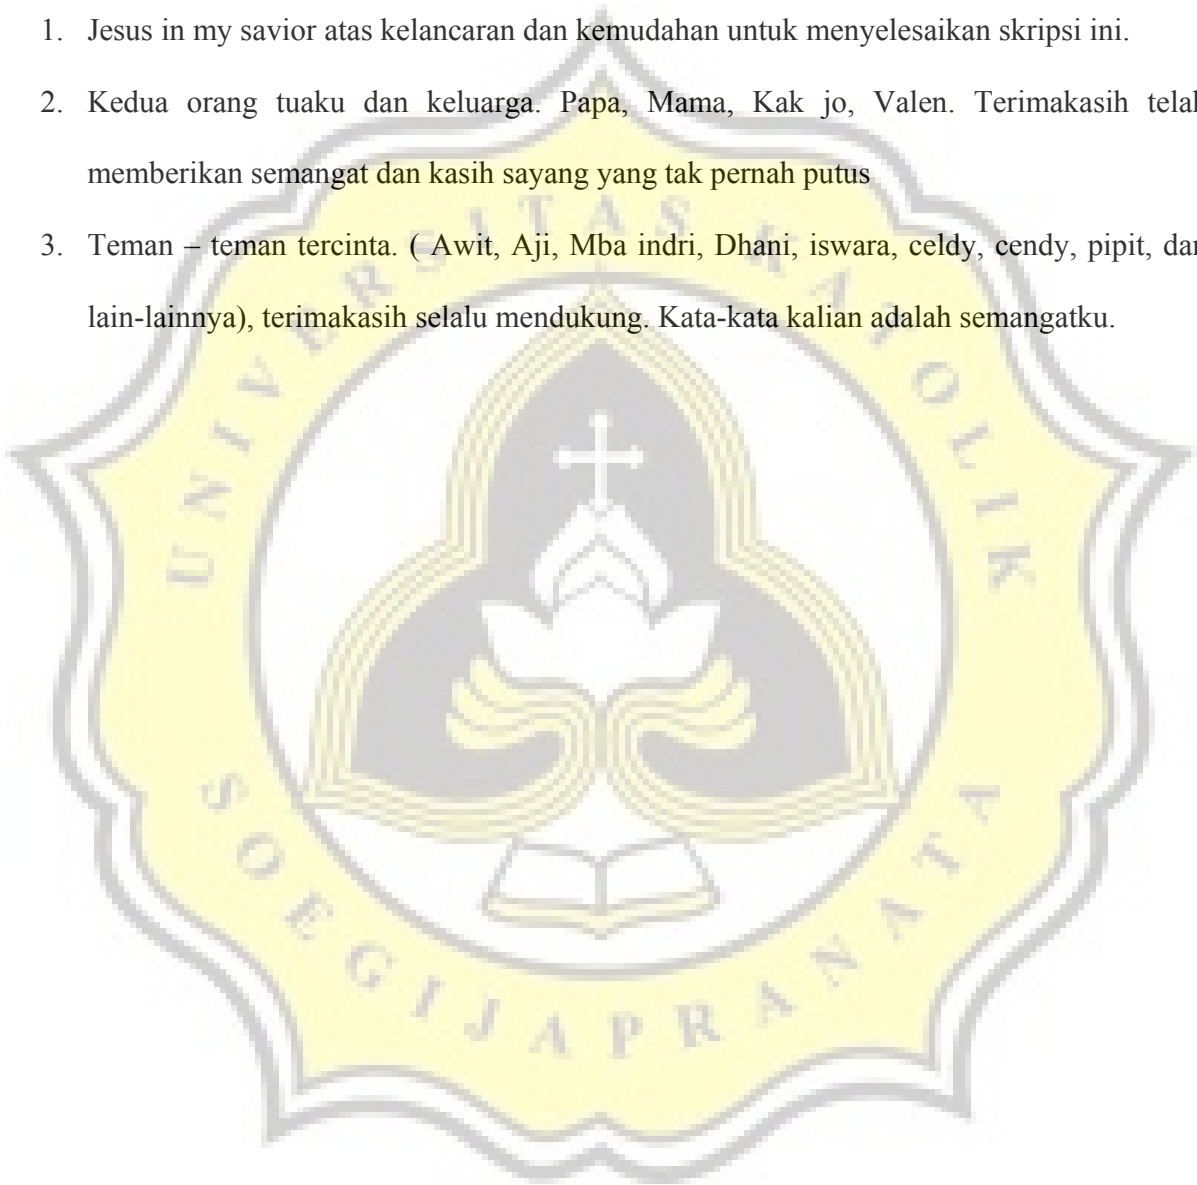 1. Jesus in my savior atas kelancaran dan kemudahan untuk menyelesaikan skripsi ini.
2. Kedua orang tuaku dan keluarga. Papa, Mama, Kak jo, Valen. Terimakasih telah
memberikan semangat dan kasih sayang yang tak pernah putus
3. Teman – teman tercinta. ( Awit, Aji, Mba indri, Dhani, iswara, celdy, cendy, pipit, dan
lain-lainnya), terimakasih selalu mendukung. Kata-kata kalian adalah semangatku.
UNIVERSITAS KATOLIK
SOEGIJAPRANATA